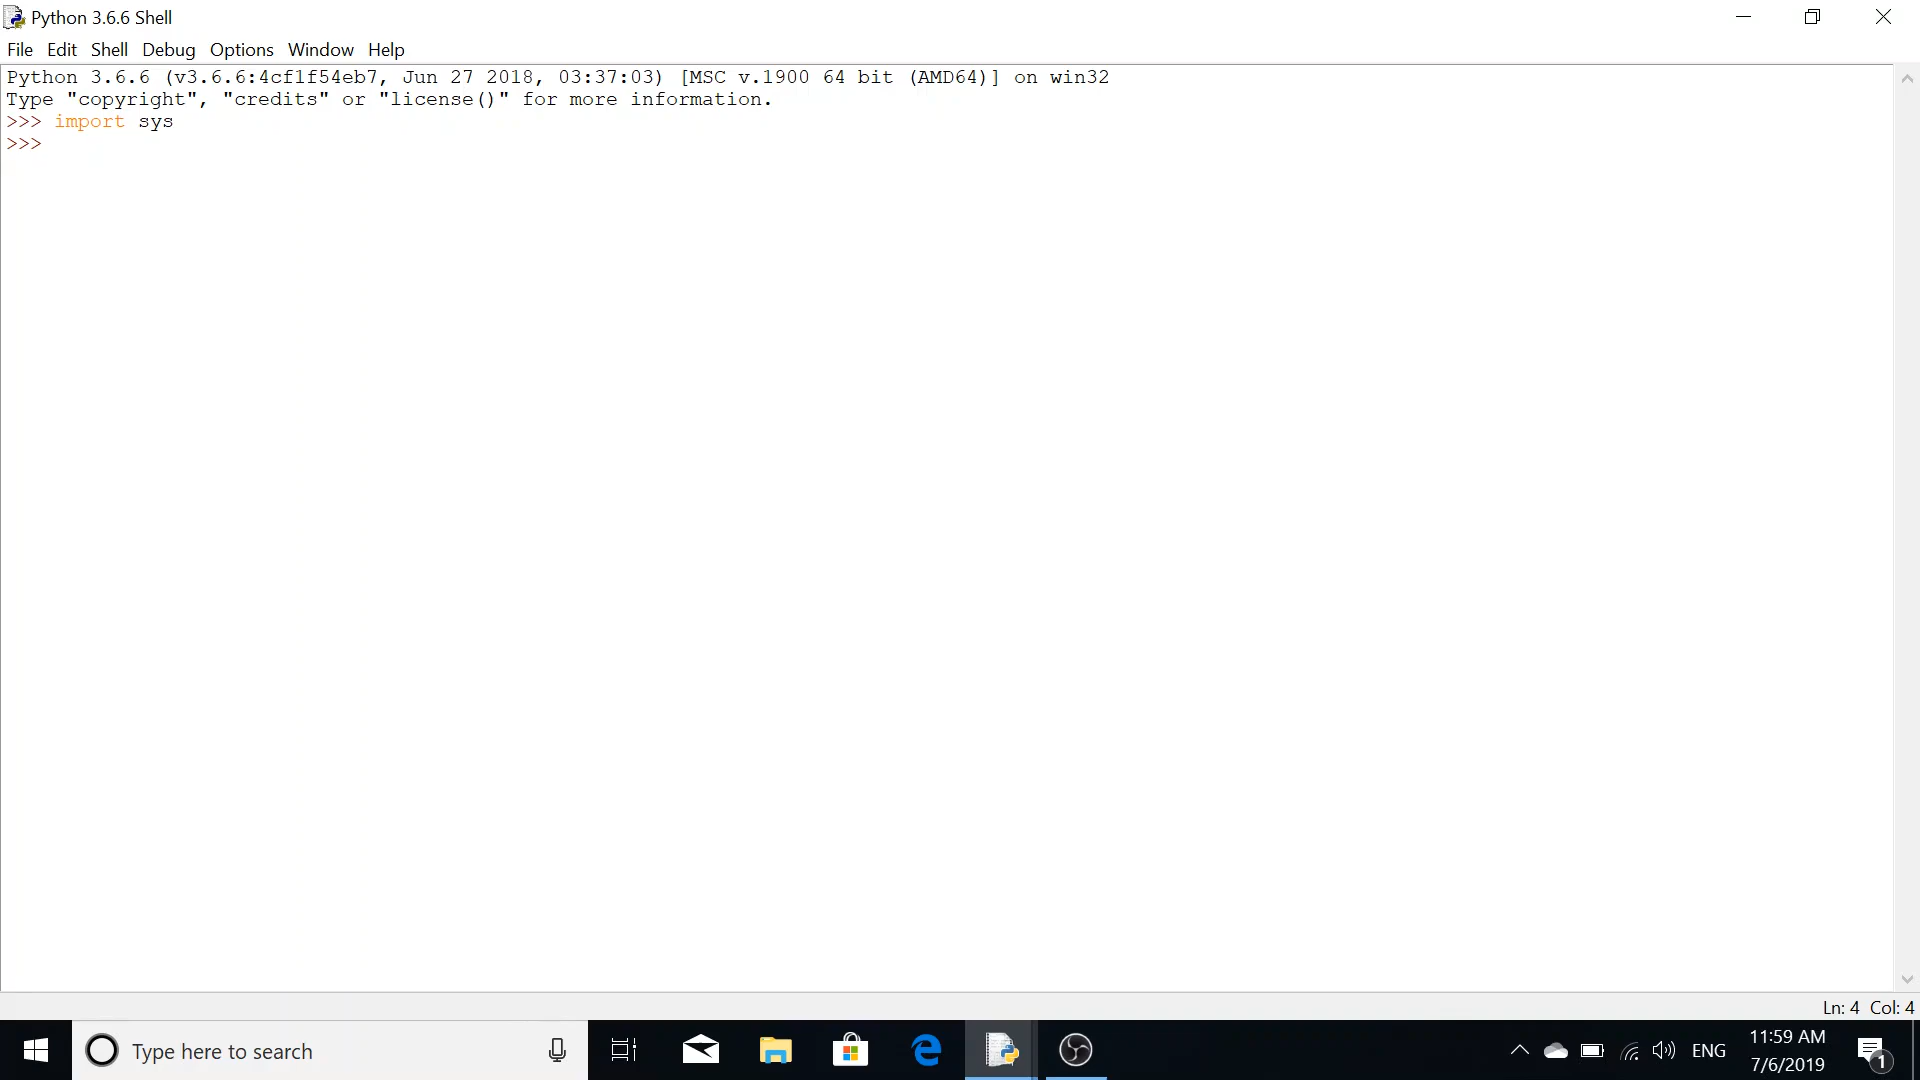 Python 3.6.6 Shell
File Edit Shell Debug Options Window Help
Python 3.6.6 (v3.6.6:4cf1f54eb7, Jun 27 2018, 03:37:03) [MSC v.1900 64 bit (AMD64)] on win32
Type "copyright", "credits" or "license()" for more information.
>>> import sys
>>>
Ln: 4 Col: 4
Type here to search
ENG
11:59 AM
7/6/2019
1